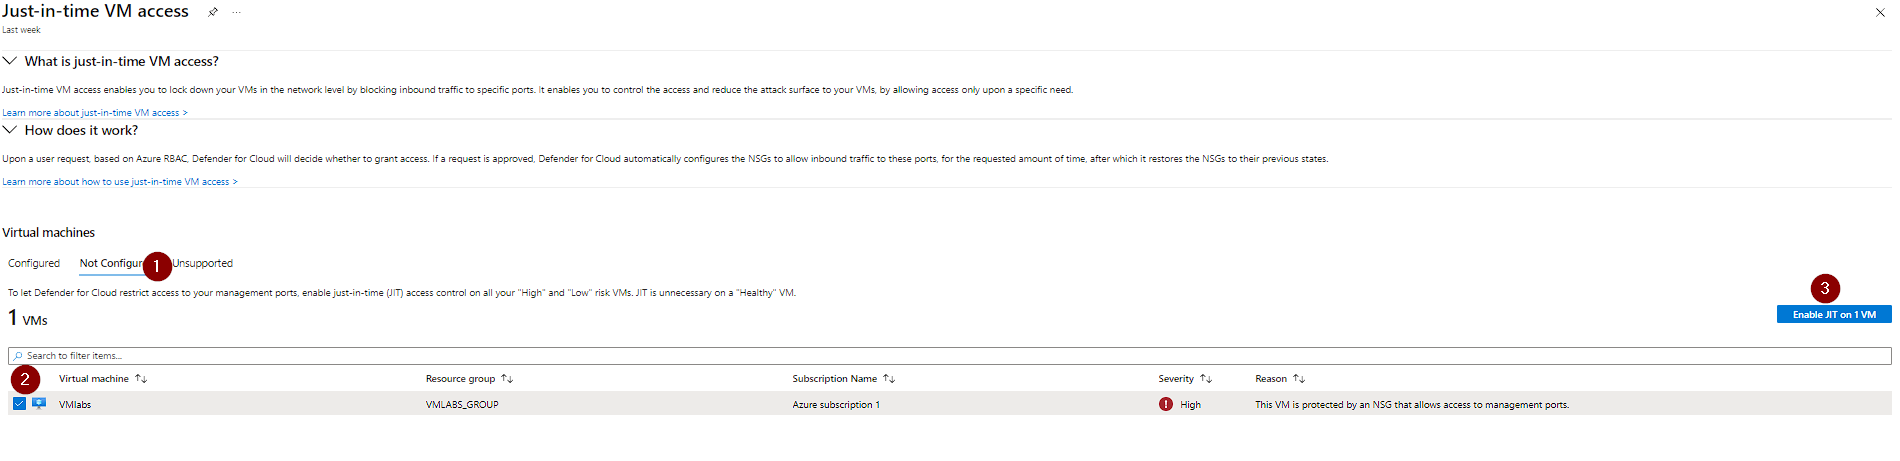 Just-in-time VM access
Last week
What is just-in-time VM access?
Just-in-time VM access enables you to lock down your VMs in the network level by blocking inbound traffic to specific ports. It enables you to control the access and reduce the attack surface to your VMs, by allowing access only upon a specific need.
Learn more about just-in-time VM access >
How does it work?
Upon a user request, based on Azure RBAC, Defender for Cloud will decide whether to grant access. If a request is approved, Defender for Cloud automatically configures the NSGs to allow inbound traffic to these ports, for the requested amount of time, after which it restores the NSGs to their previous states.
Learn more about how to use just-in-time VM access >
Virtual machines
Configured Not Configur 1 Unsupported
To let Defender for Cloud restrict access to your management ports, enable just-in-time (JIT) access control on all your "High" and "Low" risk VMs. JIT is unnecessary on a "Healthy" VM.
3
1 VMs
Enable JIT on 1 VM
Search to filter items...
2 Virtual machine Resource group Subscription Name Severity Reason
VMlabs VMLABS_GROUP Azure subscription 1 High This VM is protected by an NSG that allows access to management ports.